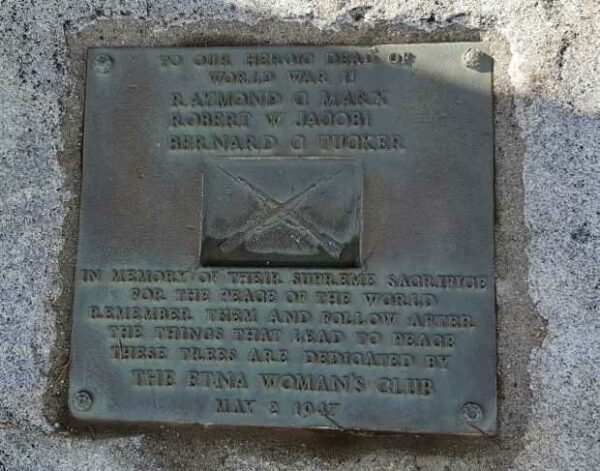 TO OUR HEROIC DEAD OF
WORLD WAR II
RAYMOND G MARX
ROBERT W JACOBI
BERNARD C TUCKER
IN MEMORY OF THEIR SUPREME SACRIFICE
FOR THE PEACE OF THE WORLD
REMEMBER THEM AND FOLLOW AFTER
THE THINGS THAT LEAD TO PEACE
THESE TREES ARE DEDICATED BY
THE ETNA WOMAN'S CLUB
MAY 2 1947